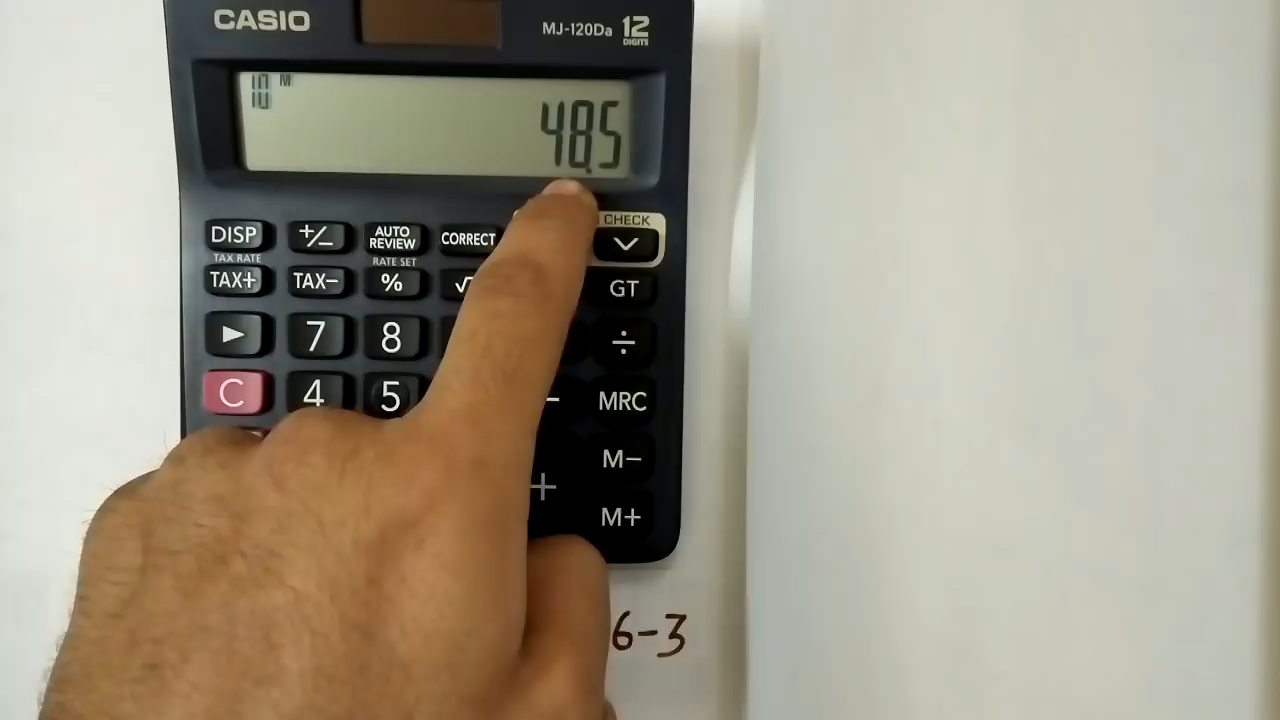 CASIO MJ-120Da 12 DIGITS
10 M
48.5
CHECK
DISP +/− AUTO REVIEW CORRECT
TAX RATE RATE SET
TAX+ TAX− % √ GT
7 8 ÷
C 4 5 − MRC
M−
+ M+
6-3